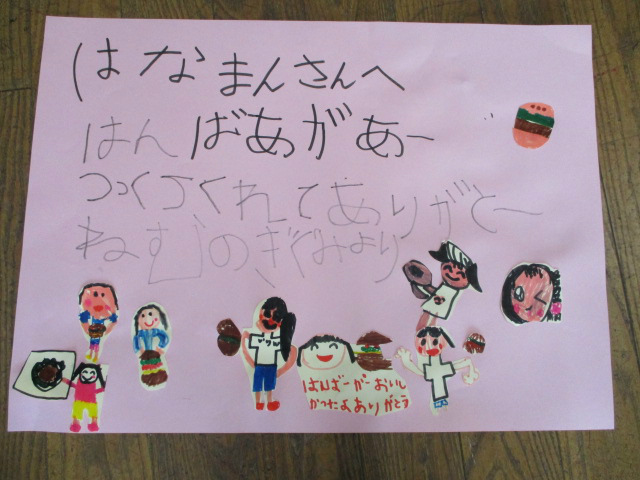 はなまんさんへ
はんばあがあー
つくてくれてありがとー
ねずみのぎぐみより
はんばーがーおいし
かったよありがとう